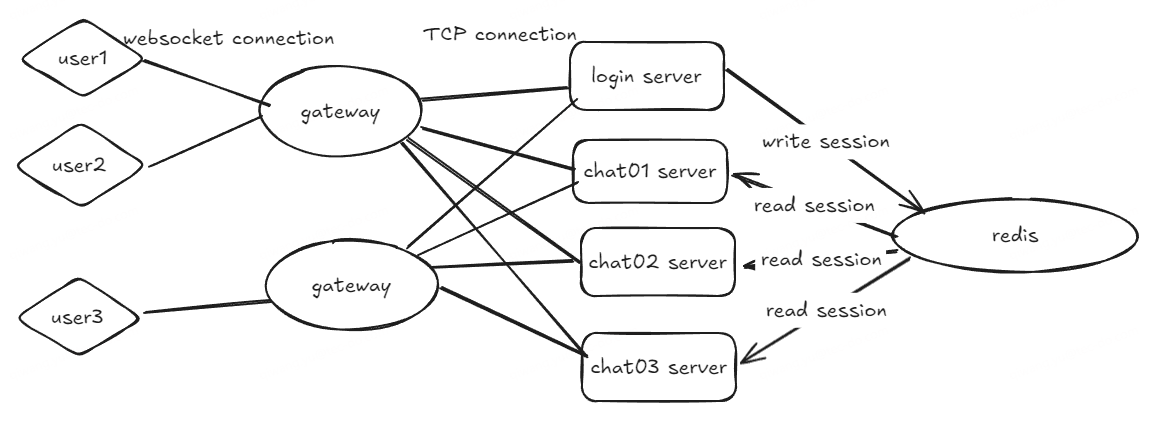 user1
websocket connection
TCP connection
login server
gateway
write session
user2
chat01 server
read session
redis
chat02 server
read session
gateway
user3
read session
chat03 server